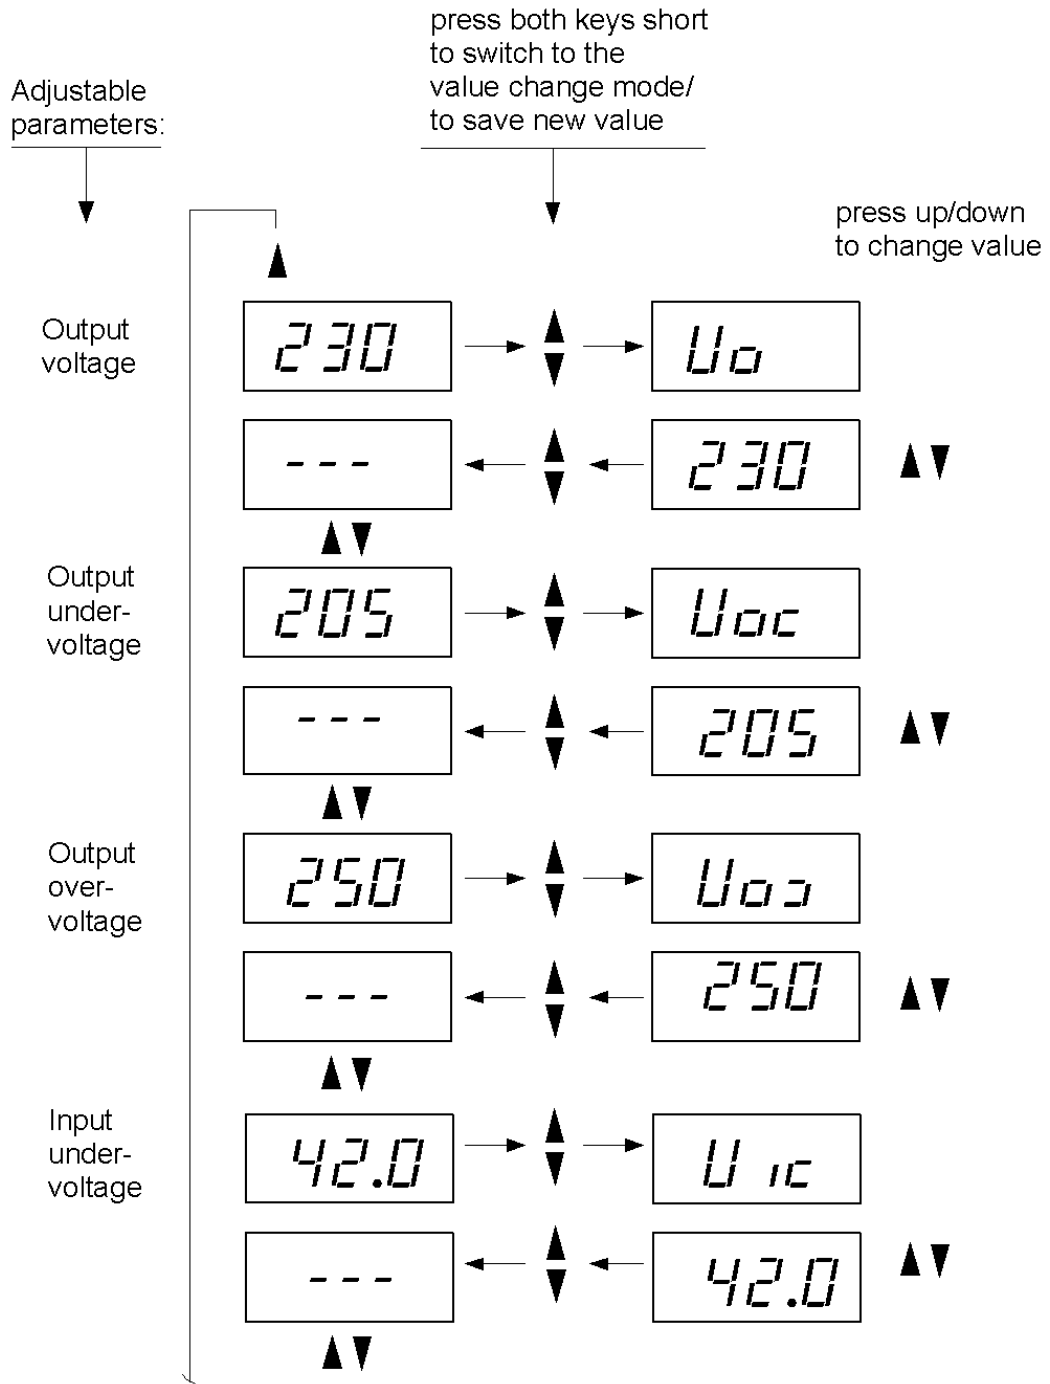 press both keys short
to switch to the
value change mode/
to save new value
Adjustable
parameters:
press up/down
to change value
Output
voltage
230
Uo
---
230
Output
under-
voltage
205
Uoc
---
205
Output
over-
voltage
250
Uoɔ
---
250
Input
under-
voltage
42.0
U ıc
---
42.0